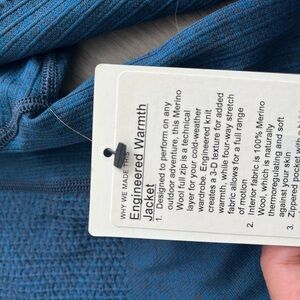 WHY WE MADE THIS
Engineered Warmth
Jacket
1. Designed to perform on any
outdoor adventure, this Merino
Wool full zip is a technical
layer for your cold-weather
wardrobe. Engineered knit
creates a 3-D texture for added
warmth, while four-way stretch
fabric allows for a full range
of motion
2. Interior fabric is 100% Merino
Wool, which is naturally
thermoregulating and soft
against your skin
3. Zippered pocket with